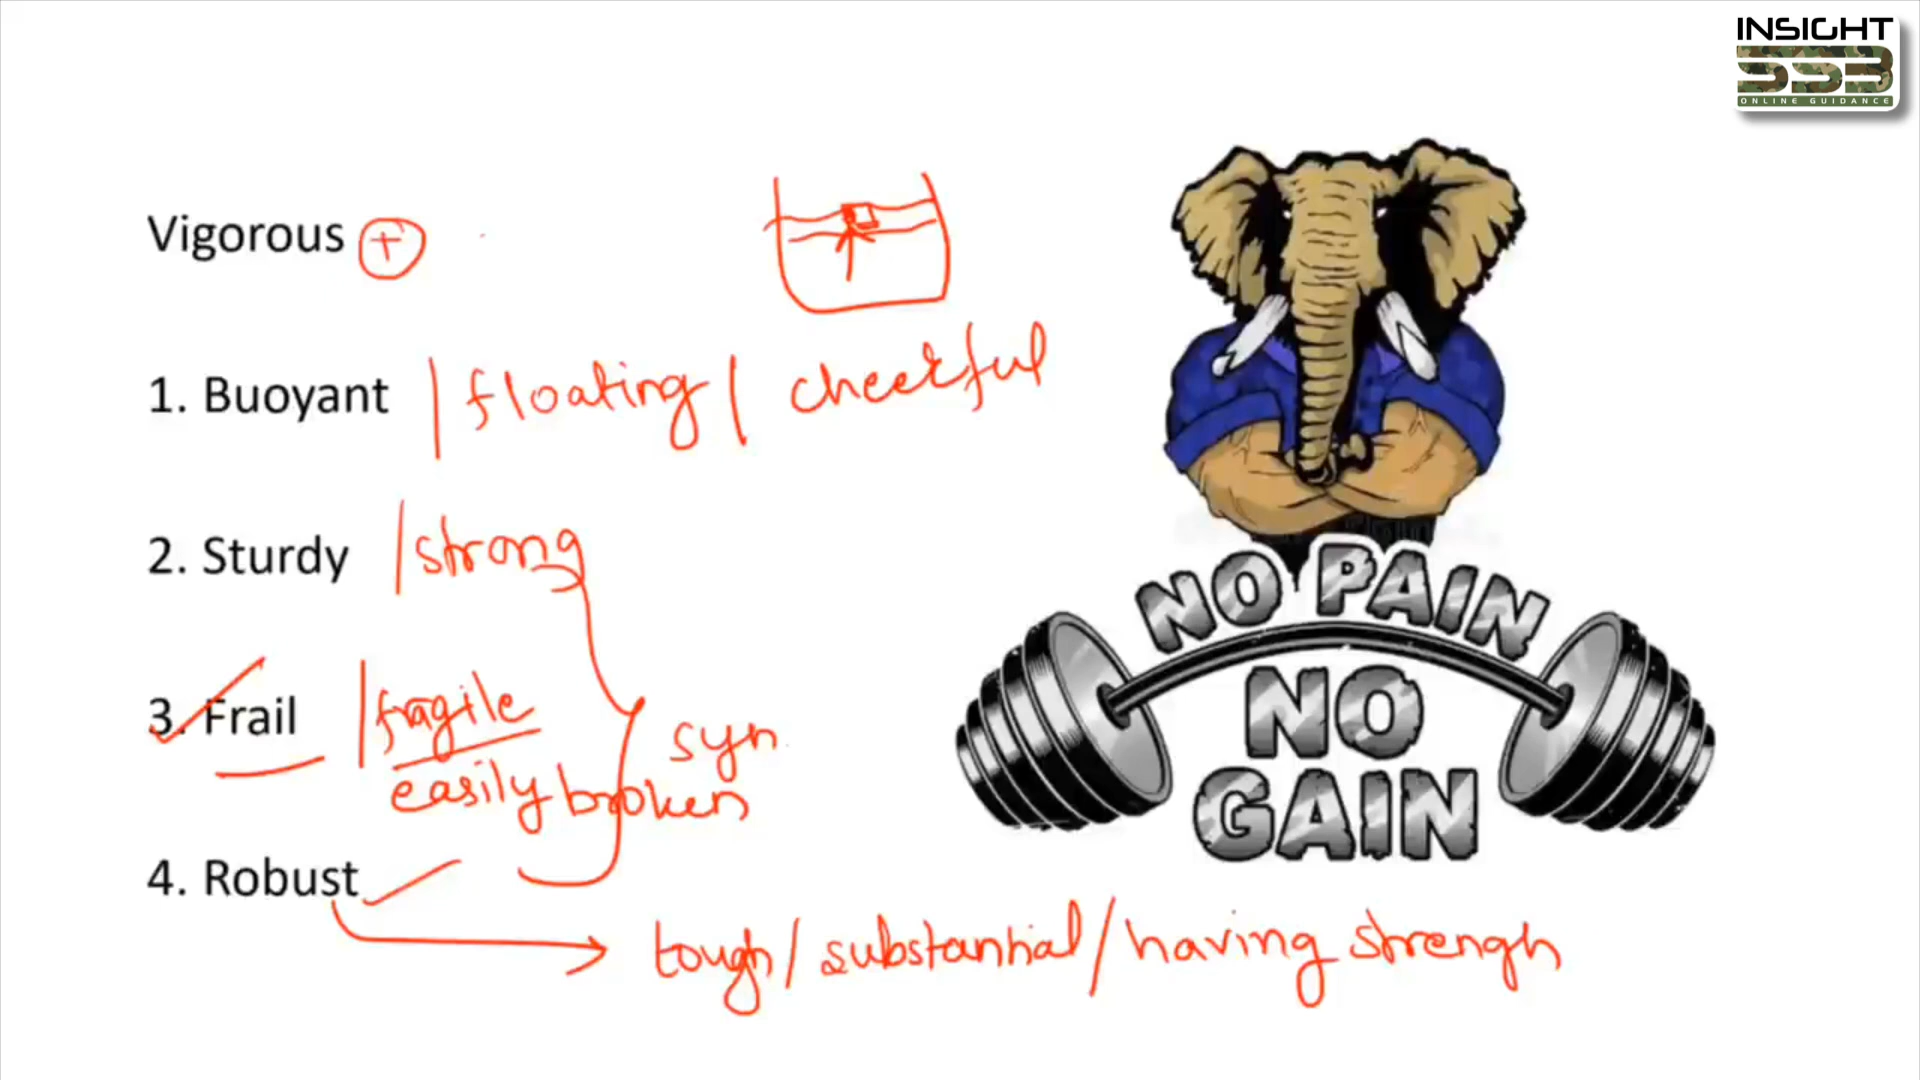 INSIGHT
SSB
ONLINE GUIDANCE
Vigorous +
1. Buoyant / floating / cheerful
2. Sturdy / strong
3. Frail / fragile
easily broken
syn
4. Robust
tough / substantial / having strengh
NO PAIN
NO
GAIN